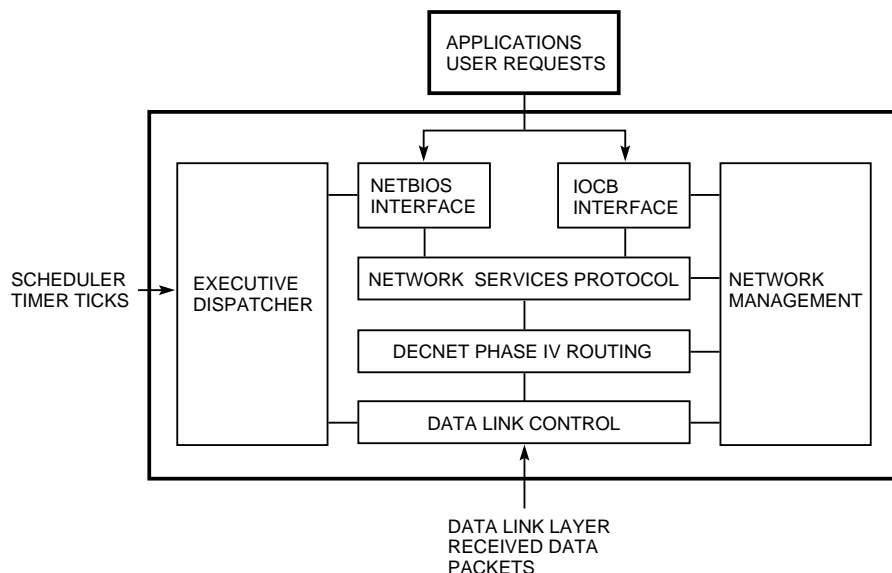 APPLICATIONS
USER REQUESTS
NETBIOS
INTERFACE
IOCB
INTERFACE
SCHEDULER
TIMER TICKS
EXECUTIVE
DISPATCHER
NETWORK SERVICES PROTOCOL
NETWORK
MANAGEMENT
DECNET PHASE IV ROUTING
DATA LINK CONTROL
DATA LINK LAYER
RECEIVED DATA
PACKETS